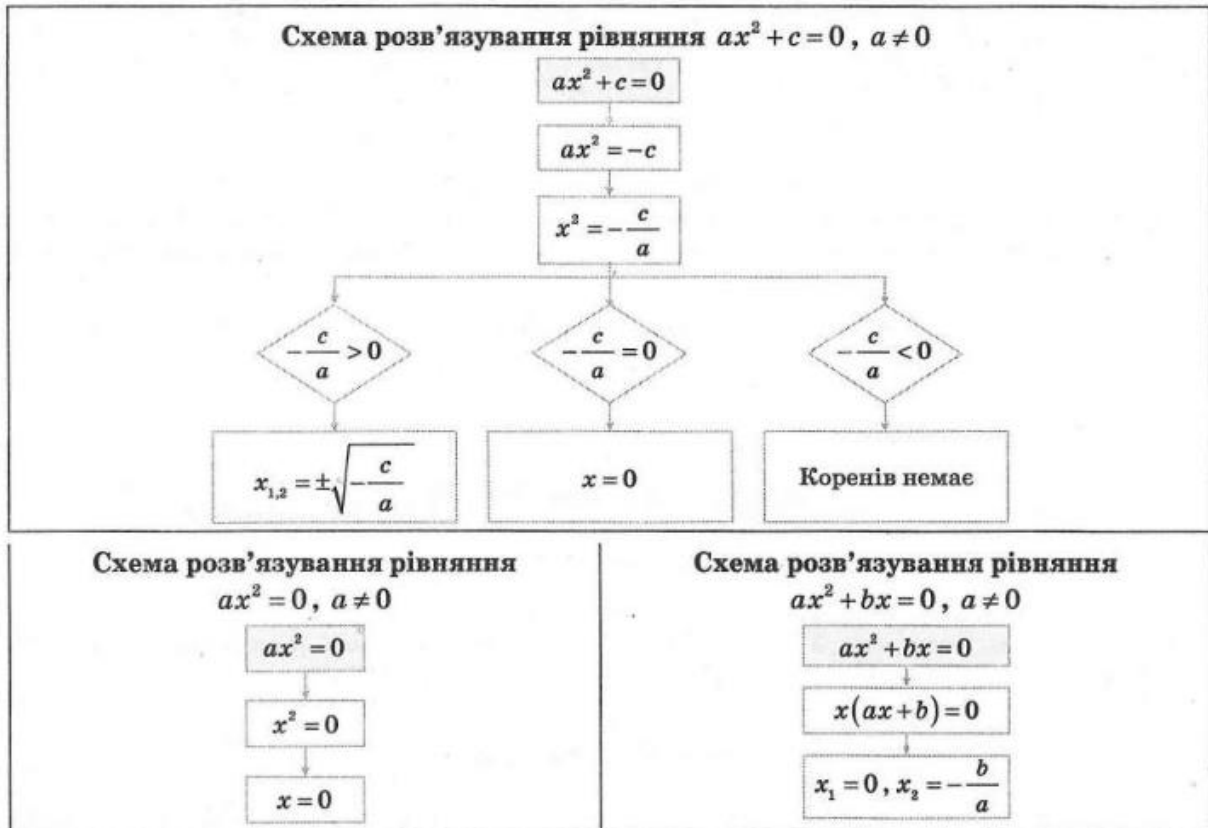 Схема розв’язування рівняння ax² + c = 0, a ≠ 0
ax² + c = 0
ax² = −c
x² = −c/a
−c/a > 0
−c/a = 0
−c/a < 0
x₁,₂ = ±√(−c/a)
x = 0
Коренів немає
Схема розв’язування рівняння
ax² = 0, a ≠ 0
ax² = 0
x² = 0
x = 0
Схема розв’язування рівняння
ax² + bx = 0, a ≠ 0
ax² + bx = 0
x(ax + b) = 0
x₁ = 0, x₂ = −b/a